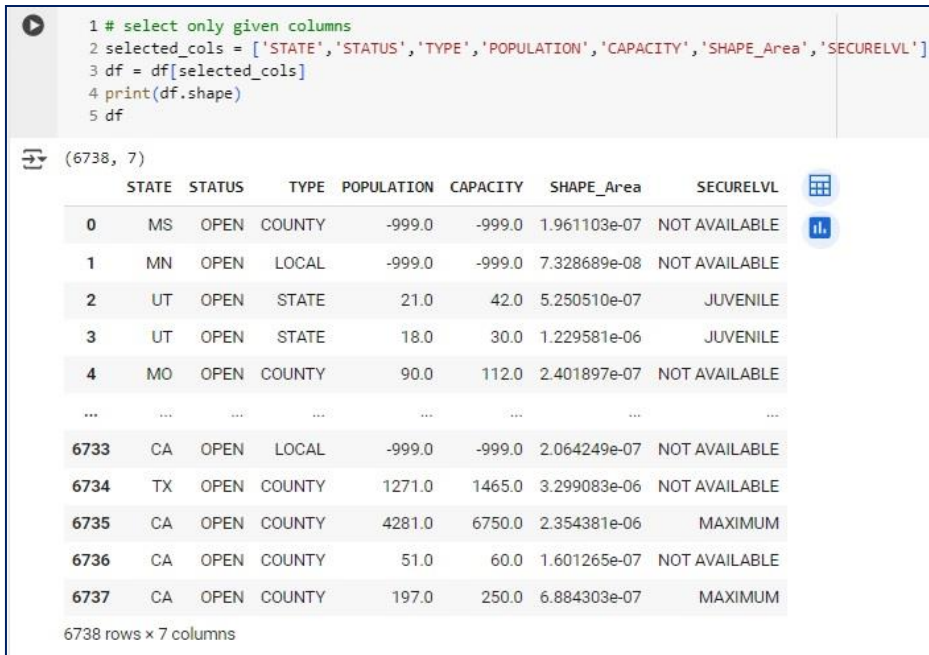 1 # select only given columns
2 selected_cols = ['STATE','STATUS','TYPE','POPULATION','CAPACITY','SHAPE_Area','SECURELVL']
3 df = df[selected_cols]
4 print(df.shape)
5 df
(6738, 7)
STATE STATUS TYPE POPULATION CAPACITY SHAPE_Area SECURELVL
0 MS OPEN COUNTY -999.0 -999.0 1.961103e-07 NOT AVAILABLE
1 MN OPEN LOCAL -999.0 -999.0 7.328689e-08 NOT AVAILABLE
2 UT OPEN STATE 21.0 42.0 5.250510e-07 JUVENILE
3 UT OPEN STATE 18.0 30.0 1.229581e-06 JUVENILE
4 MO OPEN COUNTY 90.0 112.0 2.401897e-07 NOT AVAILABLE
... ... ... ... ... ... ... ...
6733 CA OPEN LOCAL -999.0 -999.0 2.064249e-07 NOT AVAILABLE
6734 TX OPEN COUNTY 1271.0 1465.0 3.299083e-06 NOT AVAILABLE
6735 CA OPEN COUNTY 4281.0 6750.0 2.354381e-06 MAXIMUM
6736 CA OPEN COUNTY 51.0 60.0 1.601265e-07 NOT AVAILABLE
6737 CA OPEN COUNTY 197.0 250.0 6.884303e-07 MAXIMUM
6738 rows × 7 columns